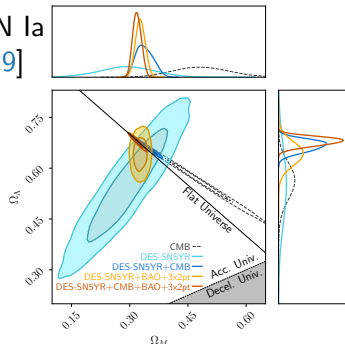 N Ia
9]
0.75
0.60
0.45
0.30
Ω_Λ
Flat Universe
CMB
DES-SN5YR
DES-SN5YR+CMB
DES-SN5YR+BAO+3x2pt
DES-SN5YR+CMB+BAO+3x2pt
Acc. Univ.
Decel. Univ.
0.15
0.30
0.45
0.60
Ω_M